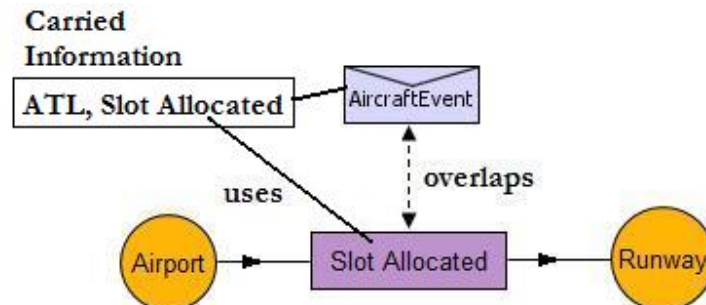 Carried
Information
ATL, Slot Allocated
AircraftEvent
uses
overlaps
Airport
Slot Allocated
Runway